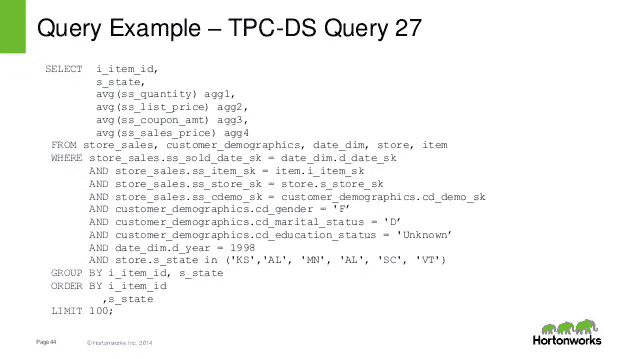 Query Example – TPC-DS Query 27
SELECT i_item_id,
s_state,
avg(ss_quantity) agg1,
avg(ss_list_price) agg2,
avg(ss_coupon_amt) agg3,
avg(ss_sales_price) agg4
FROM store_sales, customer_demographics, date_dim, store, item
WHERE store_sales.ss_sold_date_sk = date_dim.d_date_sk
AND store_sales.ss_item_sk = item.i_item_sk
AND store_sales.ss_store_sk = store.s_store_sk
AND store_sales.ss_cdemo_sk = customer_demographics.cd_demo_sk
AND customer_demographics.cd_gender = 'F’
AND customer_demographics.cd_marital_status = 'D’
AND customer_demographics.cd_education_status = 'Unknown’
AND date_dim.d_year = 1998
AND store.s_state in ('KS','AL', 'MN', 'AL', 'SC', 'VT')
GROUP BY i_item_id, s_state
ORDER BY i_item_id
,s_state
LIMIT 100;
Page 44 © Hortonworks Inc. 2014
Hortonworks